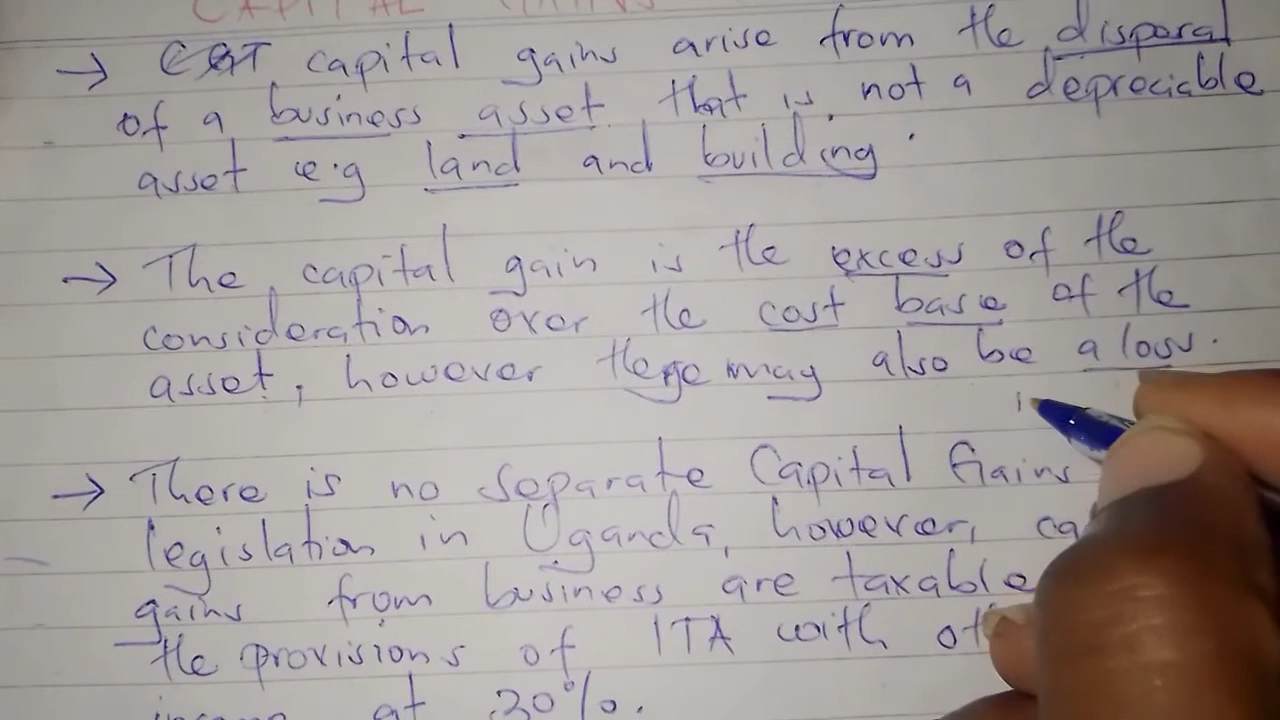 CAPITAL GAINS
→ CGT capital gains arise from the disposal
of a business asset that is not a depreciable
asset e.g land and building.
→ The capital gain is the excess of the
consideration over the cost base of the
asset, however there may also be a loss.
→ There is no separate Capital Gains
legislation in Uganda, however,
gains from business are taxable
the provisions of ITA with
income at 30%.